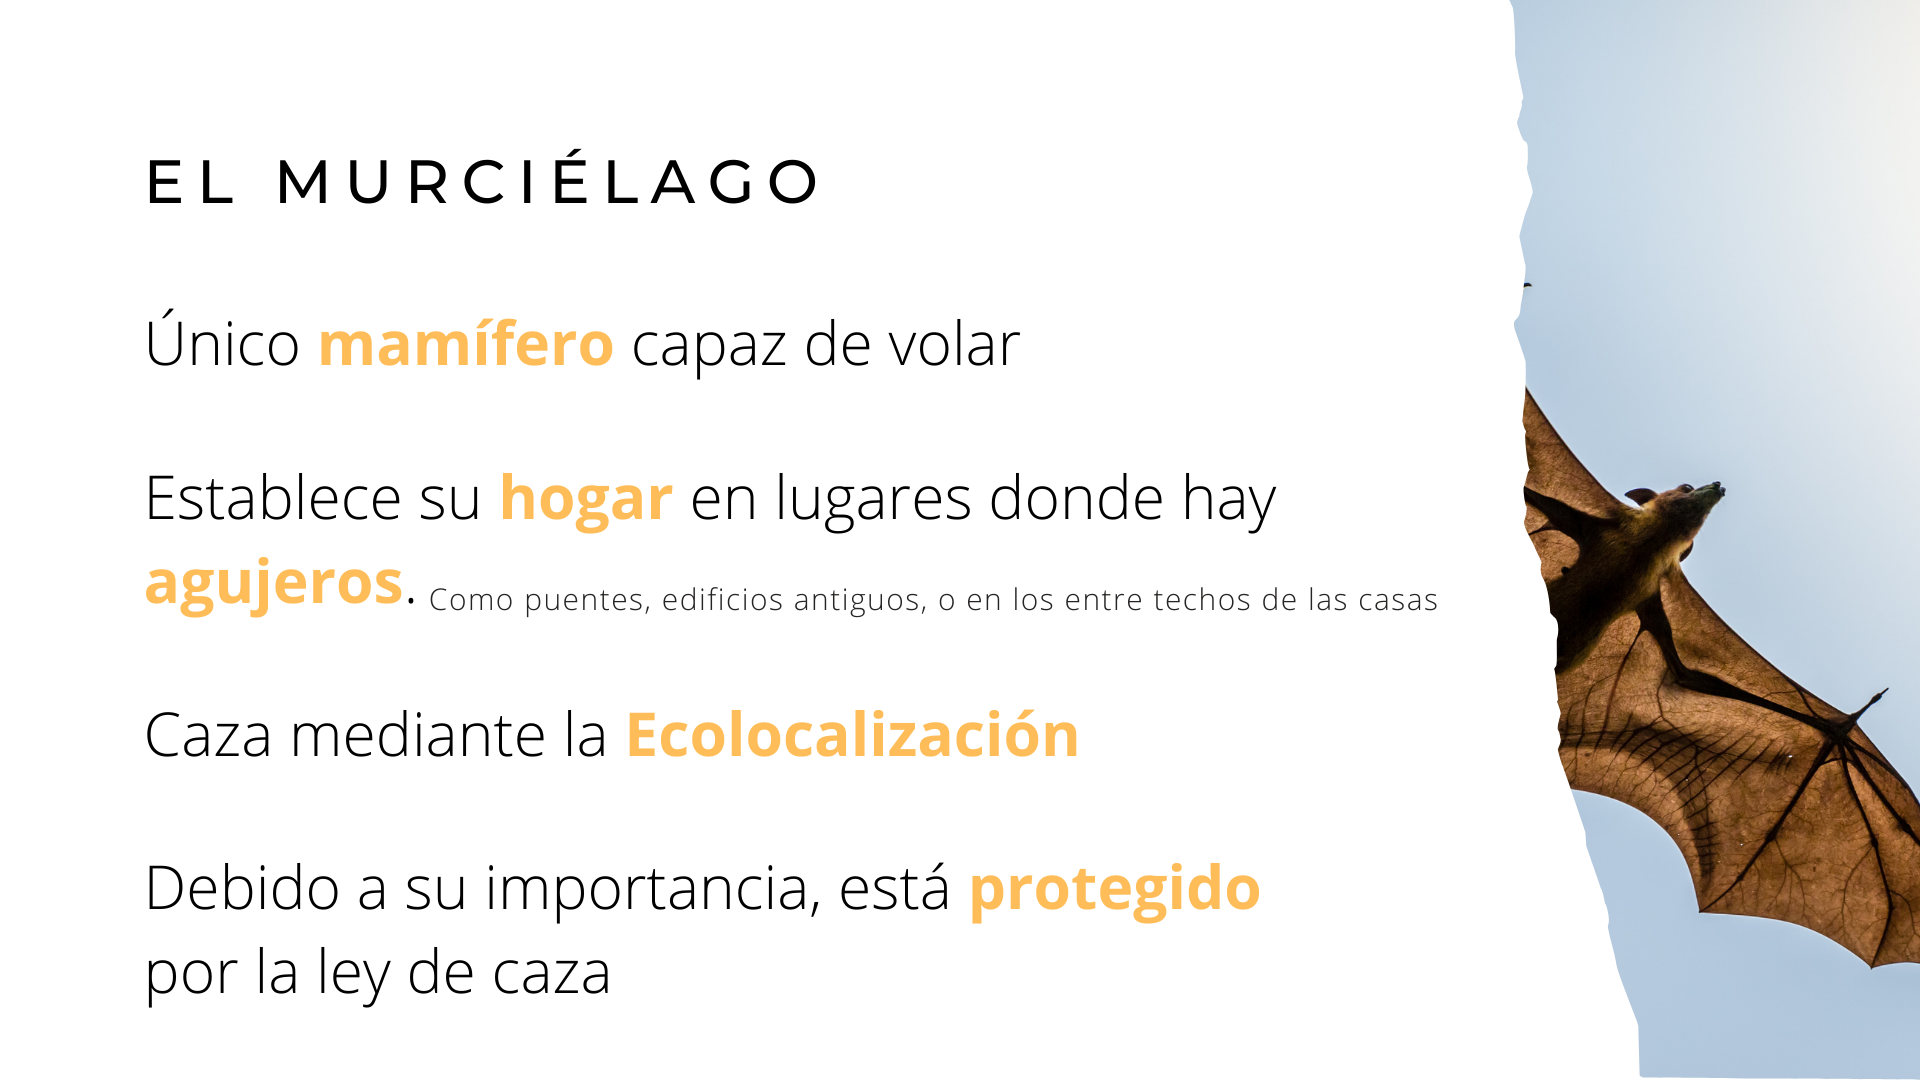 EL MURCIÉLAGO
Único mamífero capaz de volar
Establece su hogar en lugares donde hay
agujeros. Como puentes, edificios antiguos, o en los entre techos de las casas
Caza mediante la Ecolocalización
Debido a su importancia, está protegido
por la ley de caza